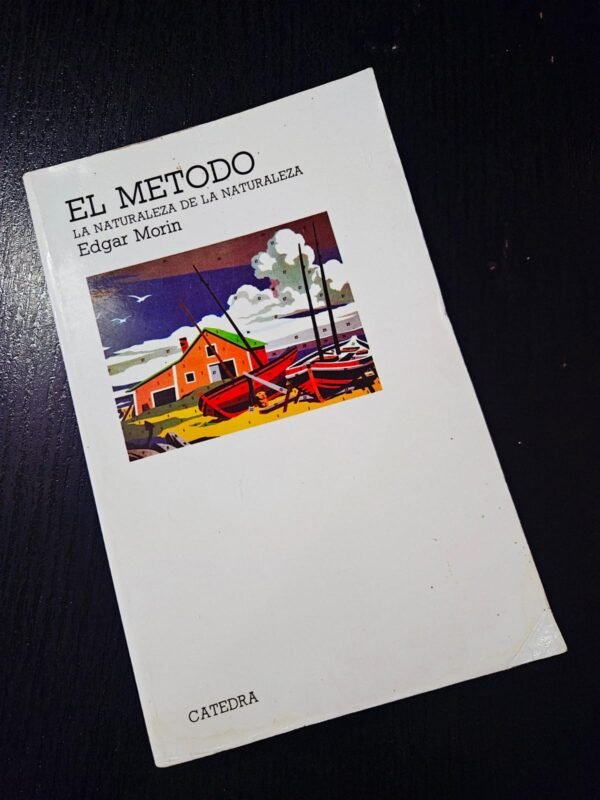 EL METODO
LA NATURALEZA DE LA NATURALEZA
Edgar Morin
CATEDRA